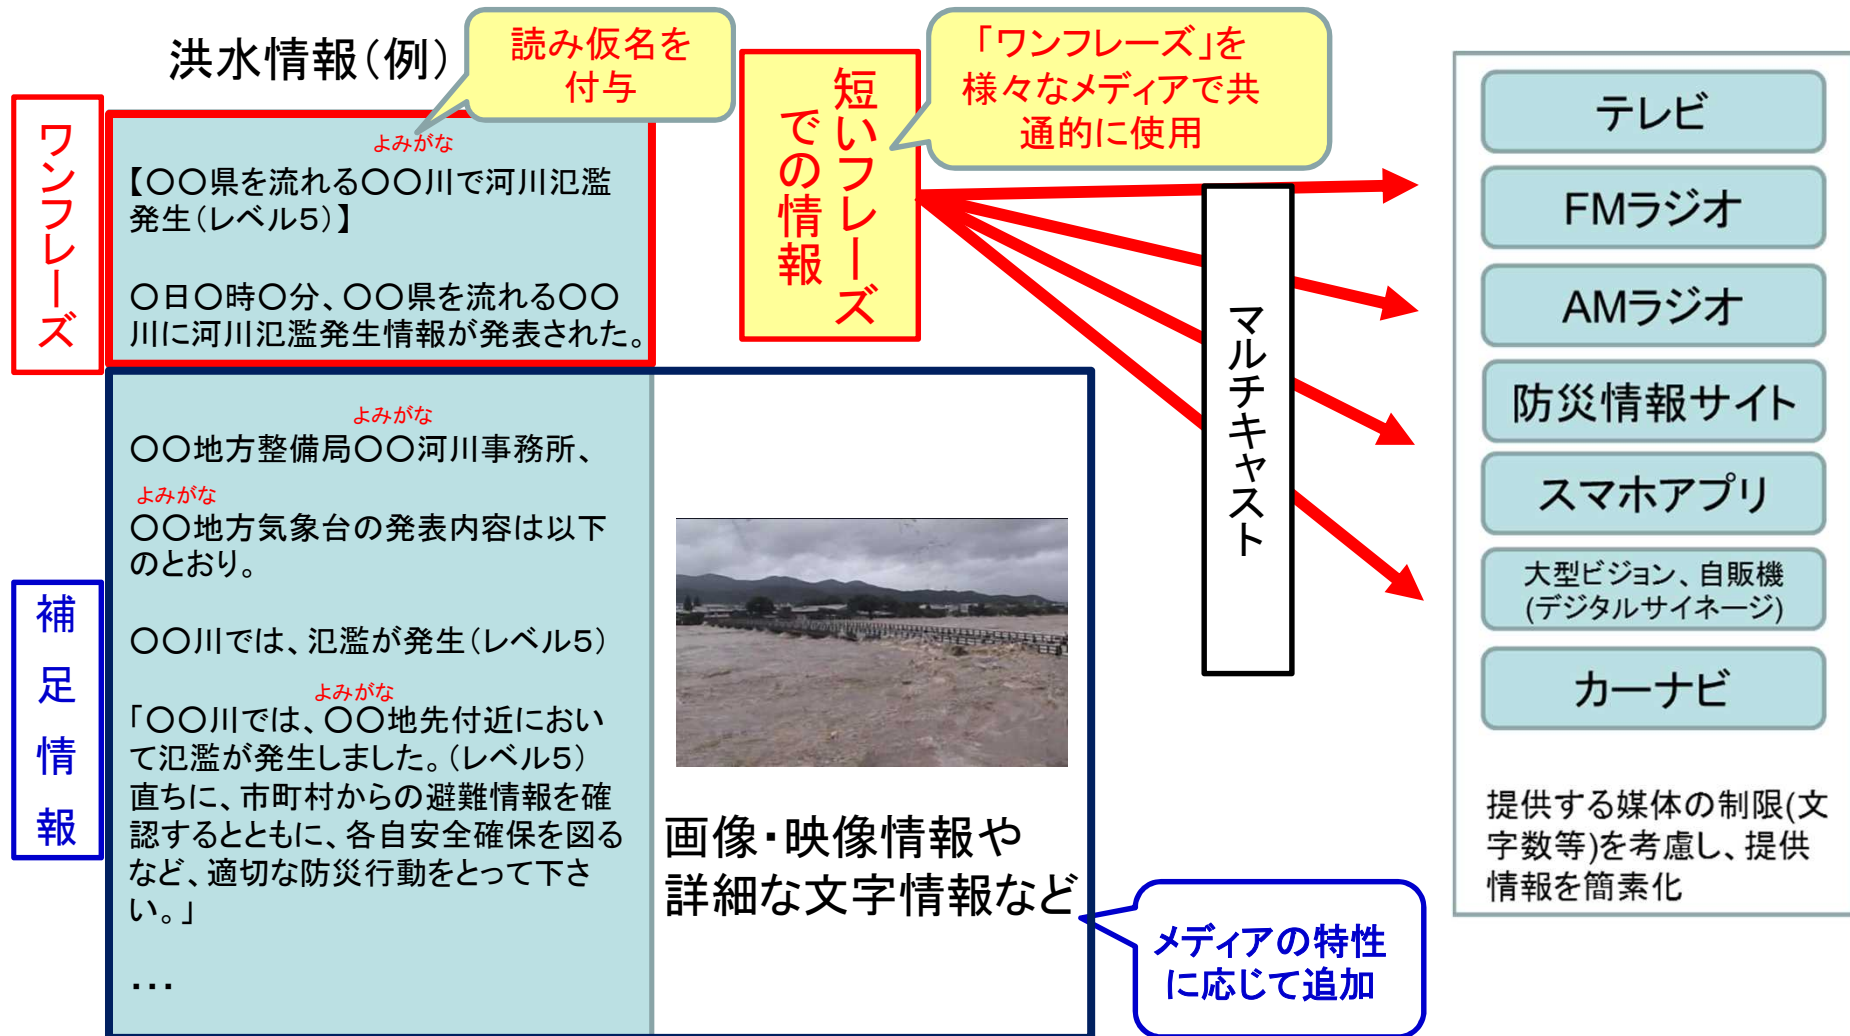 洪水情報（例）
読み仮名を
付与
ワンフレーズ
よみがな
【〇〇県を流れる〇〇川で河川氾濫
発生（レベル５）】
〇日〇時〇分、〇〇県を流れる〇〇
川に河川氾濫発生情報が発表された。
短いフレーズ
での情報
「ワンフレーズ」を
様々なメディアで共
通的に使用
マルチキャスト
補足情報
よみがな
〇〇地方整備局〇〇河川事務所、
よみがな
〇〇地方気象台の発表内容は以下
のとおり。
〇〇川では、氾濫が発生（レベル５）
よみがな
「〇〇川では、〇〇地先付近におい
て氾濫が発生しました。（レベル５）
直ちに、市町村からの避難情報を確
認するとともに、各自安全確保を図る
など、適切な防災行動をとって下さ
い。」
・・・
画像・映像情報や
詳細な文字情報など
メディアの特性
に応じて追加
テレビ
FMラジオ
AMラジオ
防災情報サイト
スマホアプリ
大型ビジョン、自販機
(デジタルサイネージ)
カーナビ
提供する媒体の制限(文
字数等)を考慮し、提供
情報を簡素化